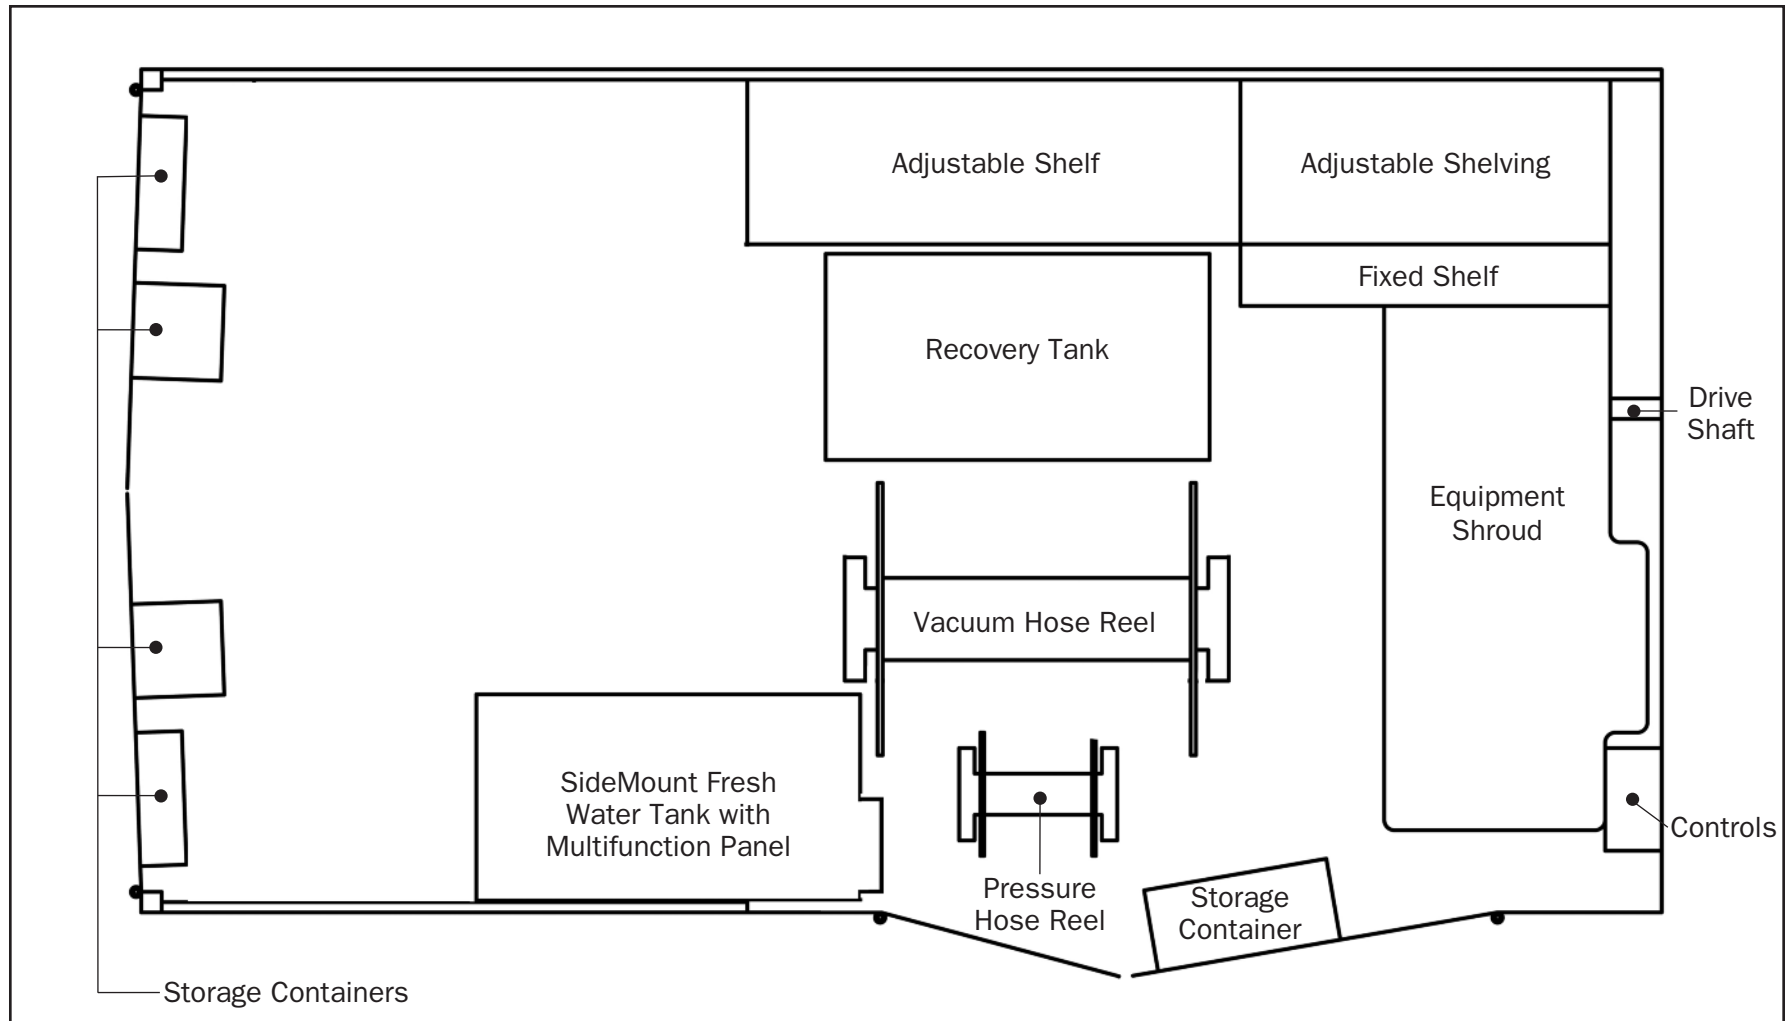 Adjustable Shelf
Adjustable Shelving
Fixed Shelf
Recovery Tank
Drive
Shaft
Equipment
Shroud
Vacuum Hose Reel
SideMount Fresh
Water Tank with
Multifunction Panel
Controls
Pressure
Hose Reel
Storage
Container
Storage Containers